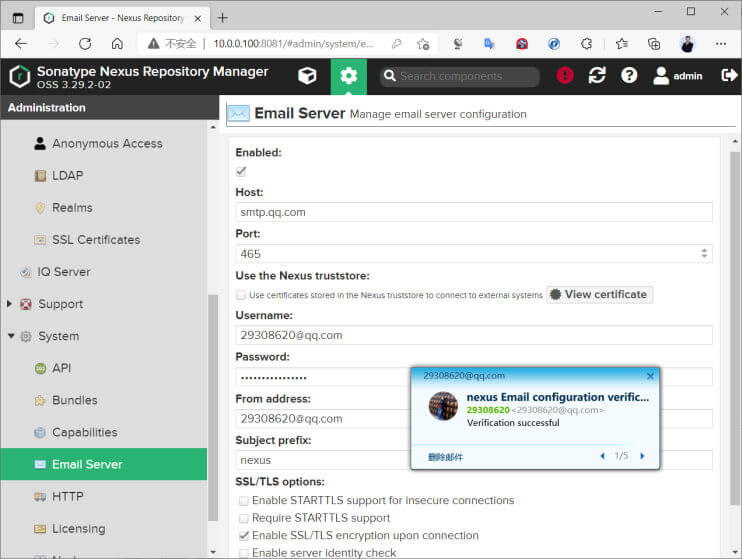 Email Server - Nexus Repository
不安全
10.0.0.100:8081/#admin/system/e...
Sonatype Nexus Repository Manager
OSS 3.29.2-02
Search components
admin
Administration
Email Server Manage email server configuration
Anonymous Access
LDAP
Realms
SSL Certificates
IQ Server
Support
System
API
Bundles
Capabilities
Email Server
HTTP
Licensing
Enabled:
Host:
smtp.qq.com
Port:
465
Use the Nexus truststore:
Use certificates stored in the Nexus truststore to connect to external systems
View certificate
Username:
29308620@qq.com
Password:
From address:
29308620@qq.com
Subject prefix:
nexus
SSL/TLS options:
Enable STARTTLS support for insecure connections
Require STARTTLS support
Enable SSL/TLS encryption upon connection
Enable server identity check
29308620@qq.com
nexus Email configuration verific...
29308620 <29308620@qq.com>
Verification successful
删除邮件
1/5